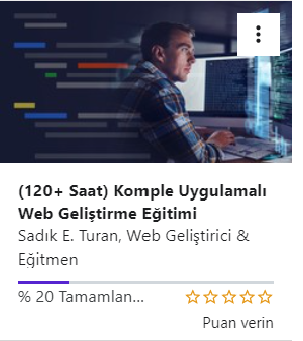 (120+ Saat) Komple Uygulamalı
Web Geliştirme Eğitimi
Sadık E. Turan, Web Geliştirici &
Eğitmen
% 20 Tamamlan...
Puan verin